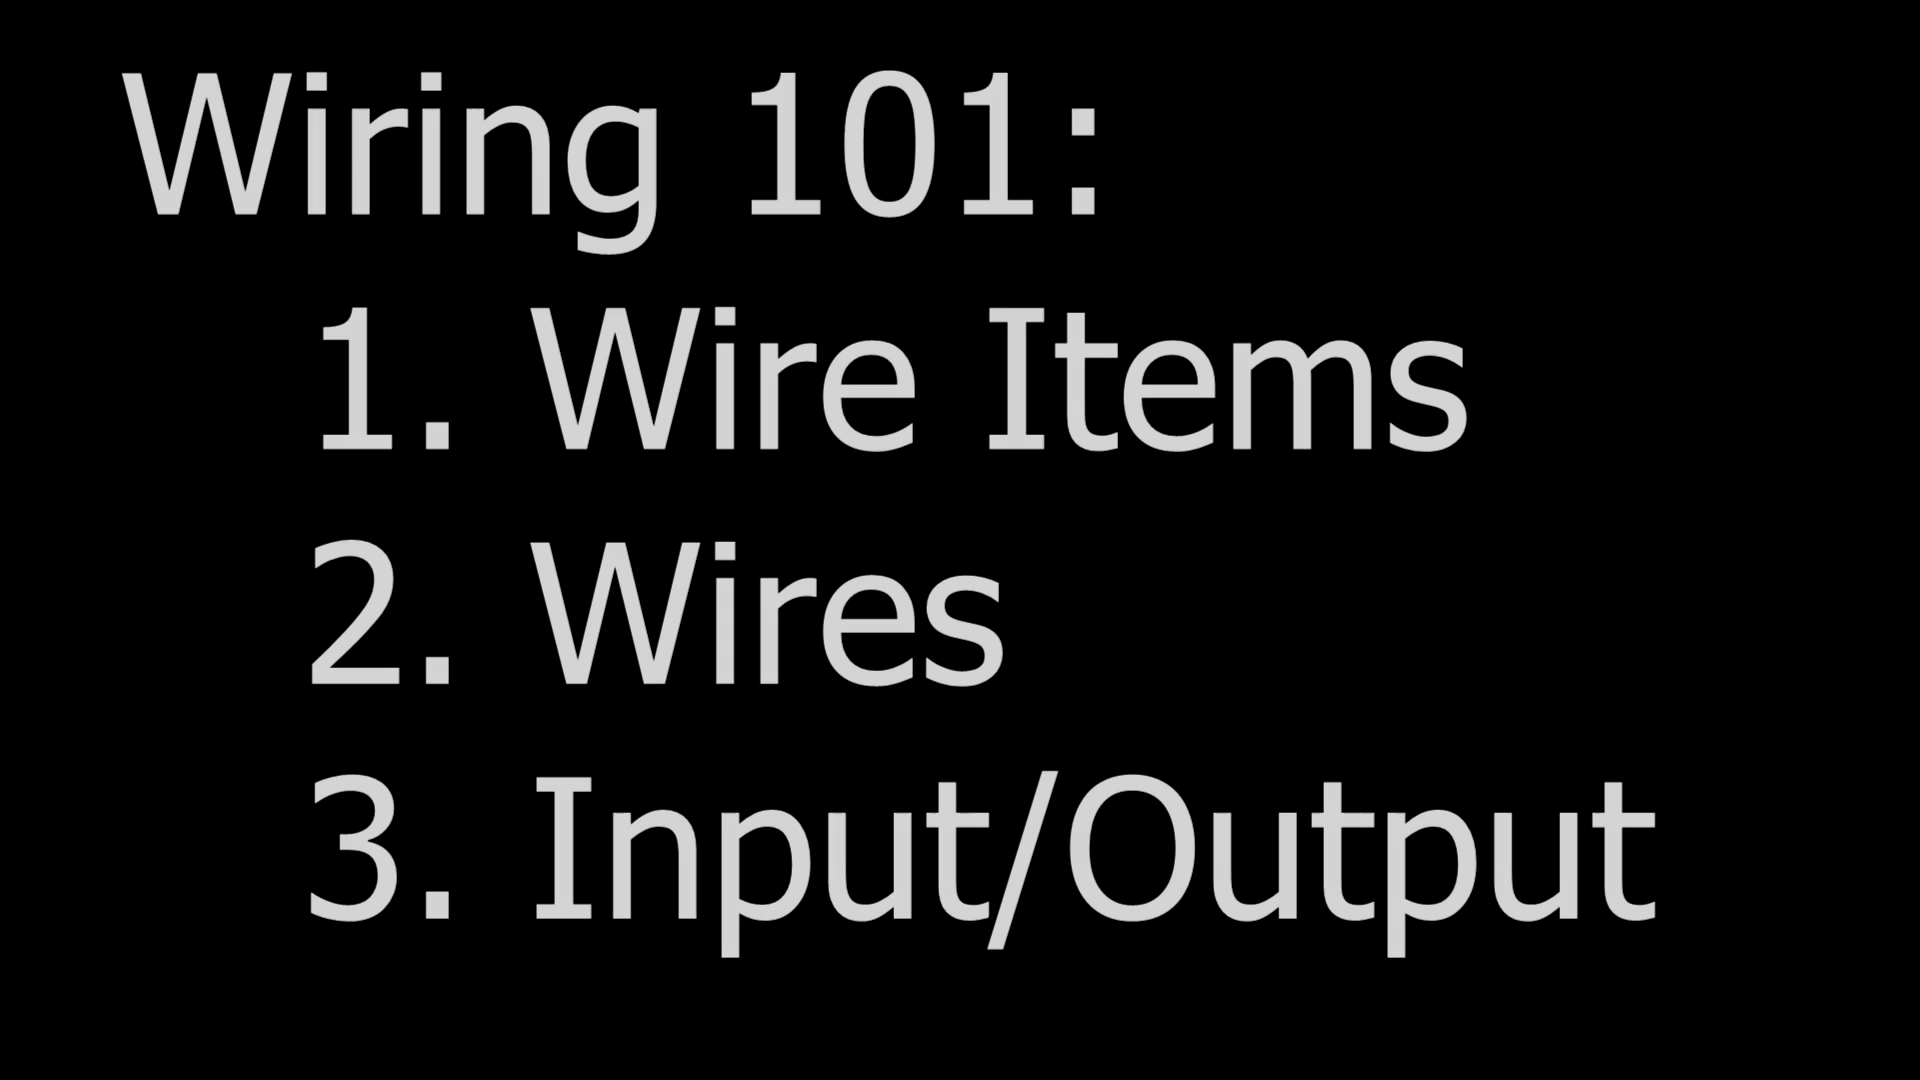 Wiring 101:
1. Wire Items
2. Wires
3. Input/Output